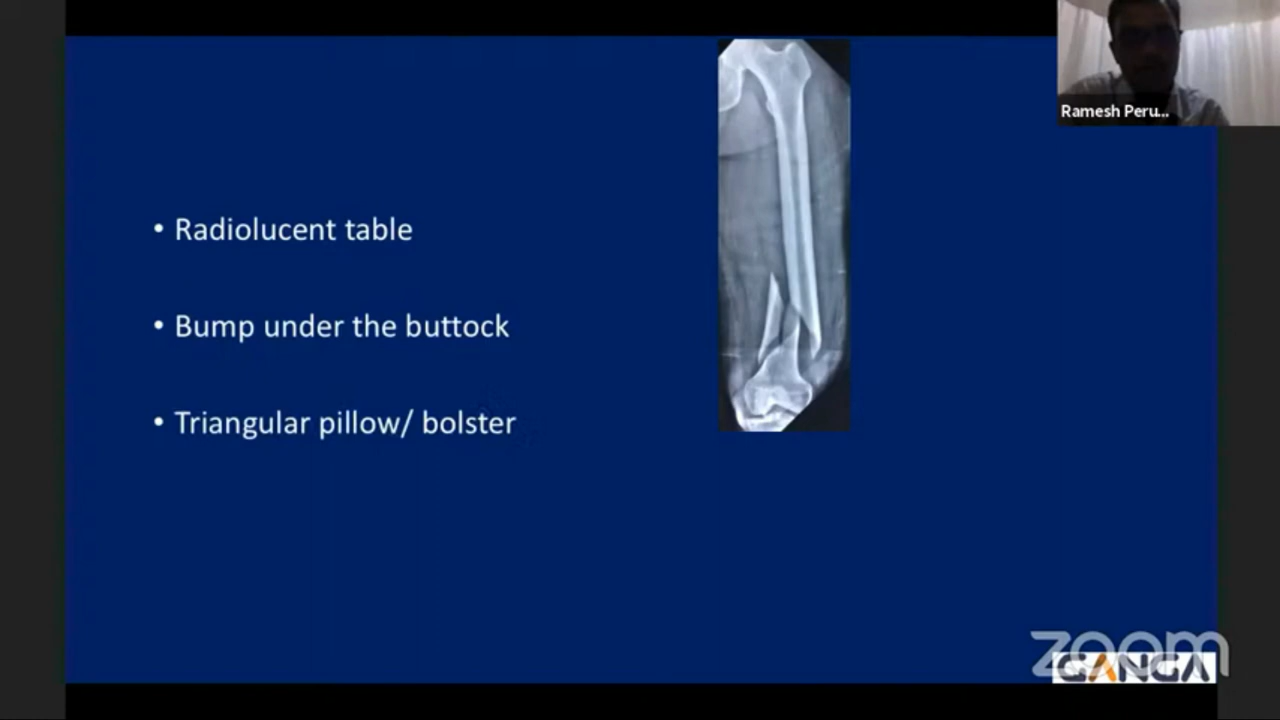 Ramesh Peru...
• Radiolucent table
• Bump under the buttock
• Triangular pillow/ bolster
zoom
GANGA